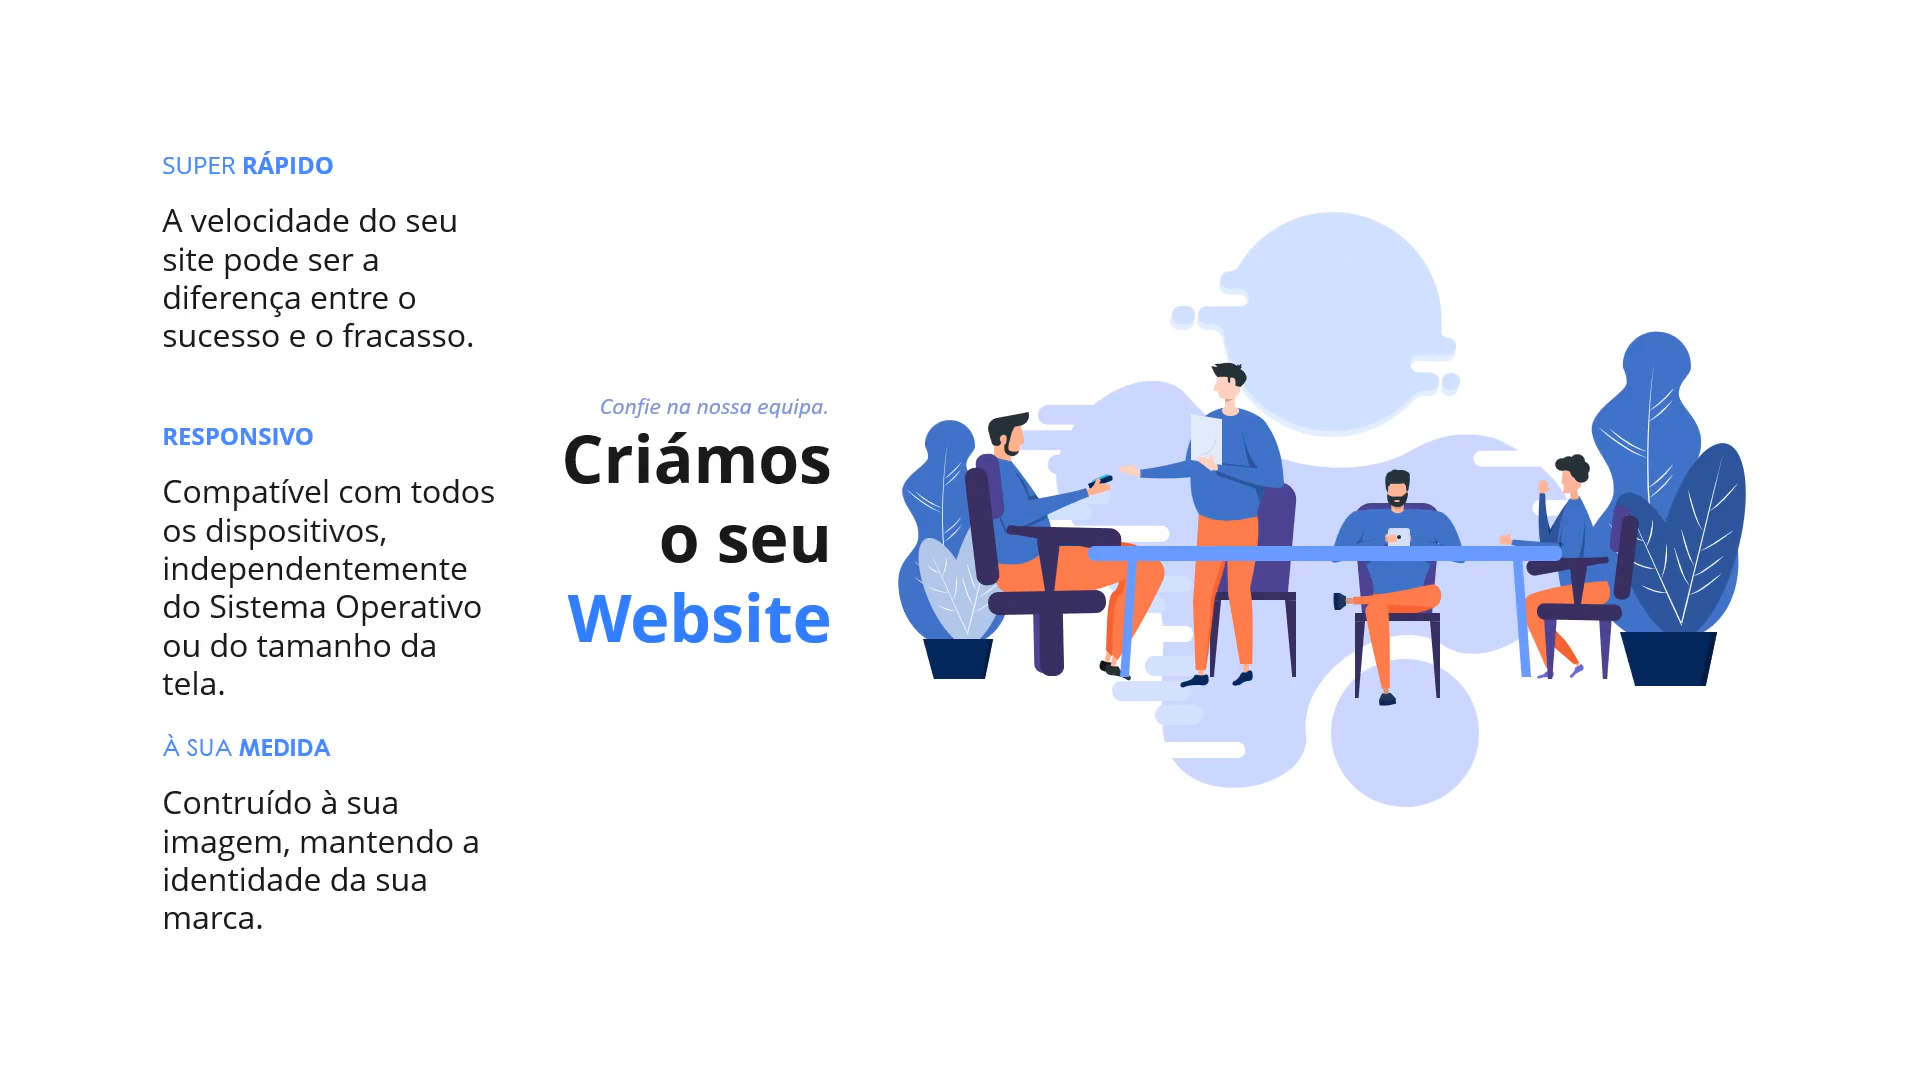 SUPER RÁPIDO
A velocidade do seu
site pode ser a
diferença entre o
sucesso e o fracasso.
RESPONSIVO
Compatível com todos
os dispositivos,
independentemente
do Sistema Operativo
ou do tamanho da
tela.
À SUA MEDIDA
Contruído à sua
imagem, mantendo a
identidade da sua
marca.
Confie na nossa equipa.
Criámos
o seu
Website